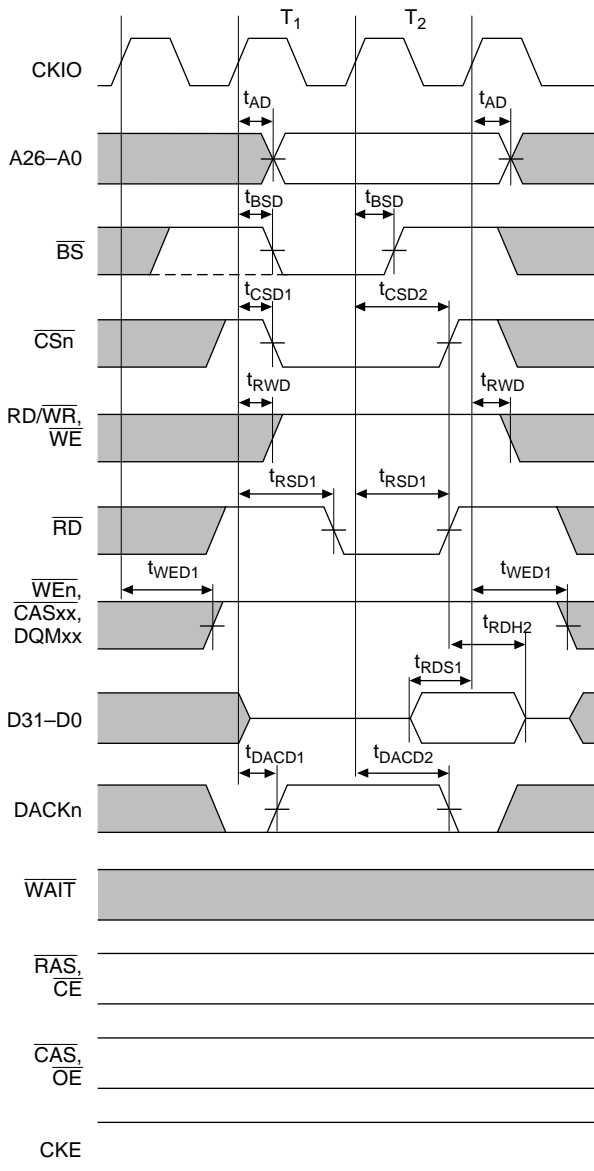 T₁ T₂
CKIO
tAD tAD
A26–A0
tBSD tBSD
BS
tCSD1 tCSD2
CSn
tRWD tRWD
RD/WR,
WE
tRSD1 tRSD1
RD
tWED1 tWED1
WEn,
CASxx,
DQMxx
tRDH2
tRDS1
D31–D0
tDACD1 tDACD2
DACKn
WAIT
RAS,
CE
CAS,
OE
CKE